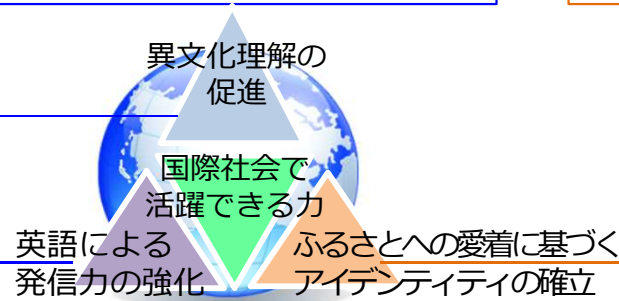 異文化理解の
促進
国際社会で
活躍できる力
英語による
発信力の強化
ふるさとへの愛着に基づく
アイデンティティの確立